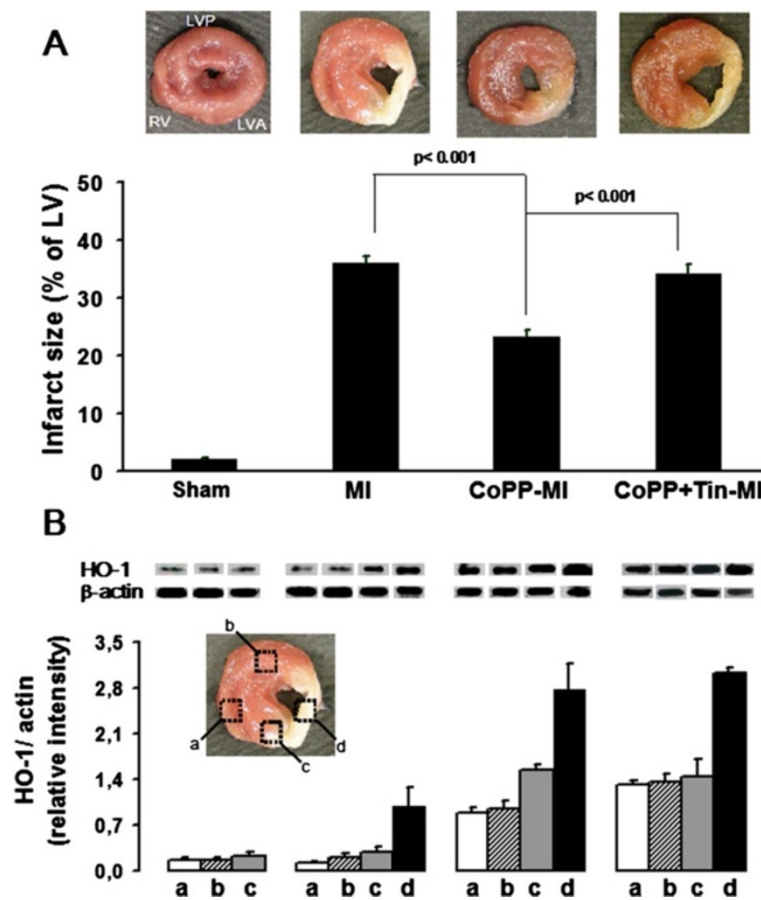 A
LVP
RV
LVA
p< 0.001
p< 0.001
Infarct size (% of LV)
50
40
30
20
10
0
Sham MI CoPP-MI CoPP+Tin-MI
B
HO-1
β-actin
HO-1/ actin
(relative intensity)
3,5
2,8
2,1
1,4
0,7
0,0
b
a
c
d
a b c a b c d a b c d a b c d